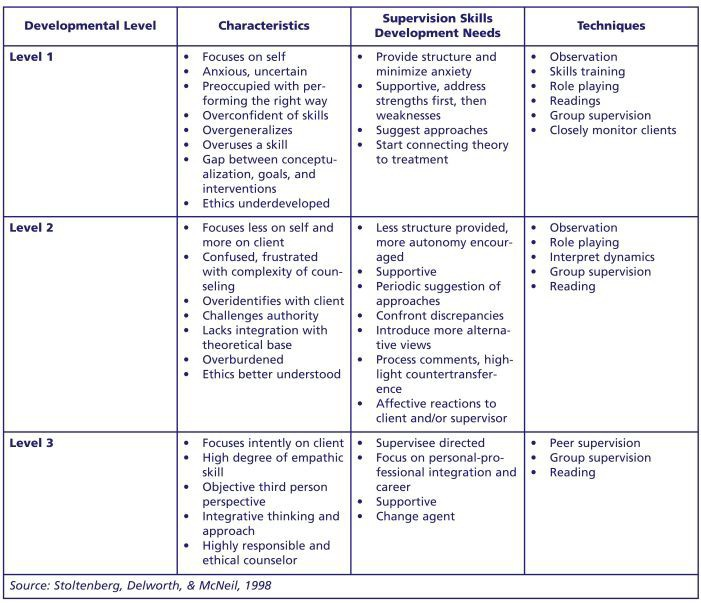 Developmental Level
Characteristics
Supervision Skills
Development Needs
Techniques
Level 1
• Focuses on self
• Anxious, uncertain
• Preoccupied with per-
forming the right way
• Overconfident of skills
• Overgeneralizes
• Overuses a skill
• Gap between conceptu-
alization, goals, and
interventions
• Ethics underdeveloped
• Provide structure and
minimize anxiety
• Supportive, address
strengths first, then
weaknesses
• Suggest approaches
• Start connecting theory
to treatment
• Observation
• Skills training
• Role playing
• Readings
• Group supervision
• Closely monitor clients
Level 2
• Focuses less on self and
more on client
• Confused, frustrated
with complexity of coun-
seling
• Overidentifies with client
• Challenges authority
• Lacks integration with
theoretical base
• Overburdened
• Ethics better understood
• Less structure provided,
more autonomy encour-
aged
• Supportive
• Periodic suggestion of
approaches
• Confront discrepancies
• Introduce more alterna-
tive views
• Process comments, high-
light countertransfer-
ence
• Affective reactions to
client and/or supervisor
• Observation
• Role playing
• Interpret dynamics
• Group supervision
• Reading
Level 3
• Focuses intently on client
• High degree of empathic
skill
• Objective third person
perspective
• Integrative thinking and
approach
• Highly responsible and
ethical counselor
• Supervisee directed
• Focus on personal-pro-
fessional integration and
career
• Supportive
• Change agent
• Peer supervision
• Group supervision
• Reading
Source: Stoltenberg, Delworth, & McNeil, 1998